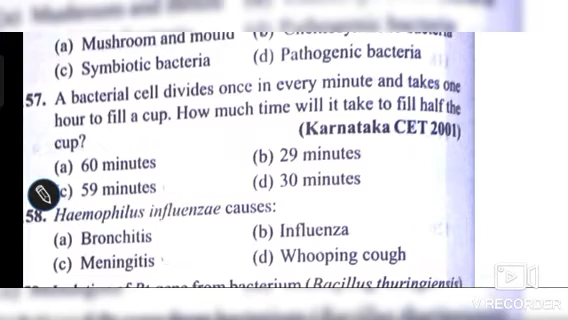 (a) Mushroom and mould
(c) Symbiotic bacteria (d) Pathogenic bacteria
57. A bacterial cell divides once in every minute and takes one
hour to fill a cup. How much time will it take to fill half the
cup? (Karnataka CET 2001)
(a) 60 minutes (b) 29 minutes
c) 59 minutes (d) 30 minutes
58. Haemophilus influenzae causes:
(a) Bronchitis (b) Influenza
(c) Meningitis (d) Whooping cough
from bacterium (Bacillus thuringiensis)
V RECORDER